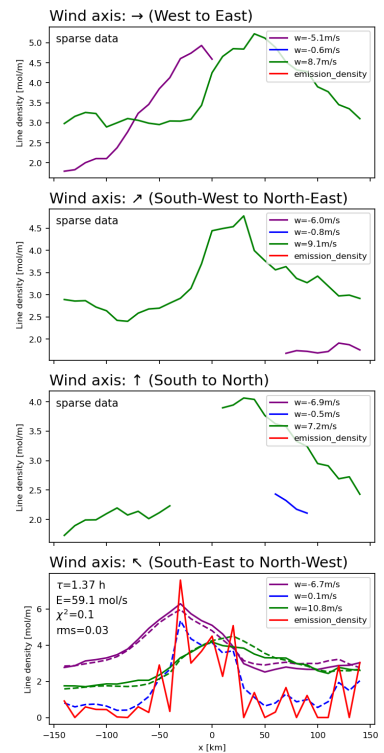 Wind axis: → (West to East)
sparse data
w=-5.1m/s
w=-0.6m/s
w=8.7m/s
emission_density
Line density [mol/m]
5.0
4.5
4.0
3.5
3.0
2.5
2.0
Wind axis: ↗ (South-West to North-East)
sparse data
w=-6.0m/s
w=-0.8m/s
w=9.1m/s
emission_density
Line density [mol/m]
4.5
4.0
3.5
3.0
2.5
2.0
Wind axis: ↑ (South to North)
sparse data
w=-6.9m/s
w=-0.5m/s
w=7.2m/s
emission_density
Line density [mol/m]
4.0
3.5
3.0
2.5
2.0
Wind axis: ↖ (South-East to North-West)
τ=1.37 h
E=59.1 mol/s
χ²=0.1
rms=0.03
w=-6.7m/s
w=0.1m/s
w=10.8m/s
emission_density
Line density [mol/m]
6
4
2
0
−150 −100 −50 0 50 100 150
x [km]